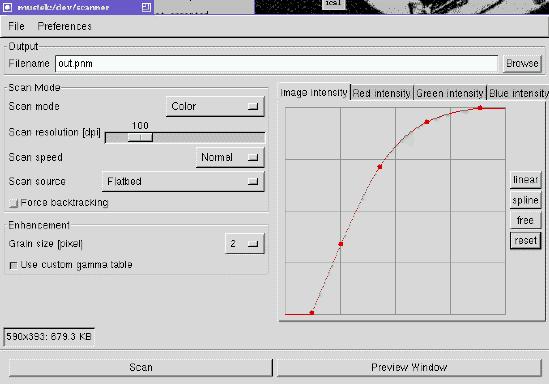 mustek:/dev/scanner
ical
File Preferences
Output
Filename out.pnm Browse
Scan Mode
Scan mode Color
100
Scan resolution [dpi]
Scan speed Normal
Scan source Flatbed
Force backtracking
Enhancement
Grain size [pixel] 2
Use custom gamma table
Image intensity Red intensity Green intensity Blue intensity
linear
spline
free
reset
590x393: 679.3 KB
Scan Preview Window